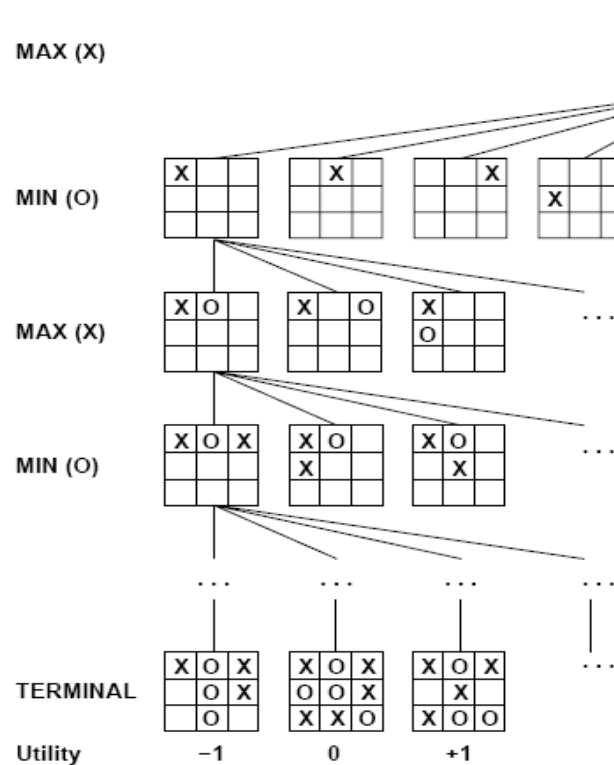 MAX (X)
MIN (O)
X
X
X
X
MAX (X)
X O
X O
X
O
...
MIN (O)
X O X
X O
X
X O
X
...
... ... ... ...
TERMINAL
X O X
O X
O
X O X
O O X
X X O
X O X
X
X O O
...
Utility −1 0 +1